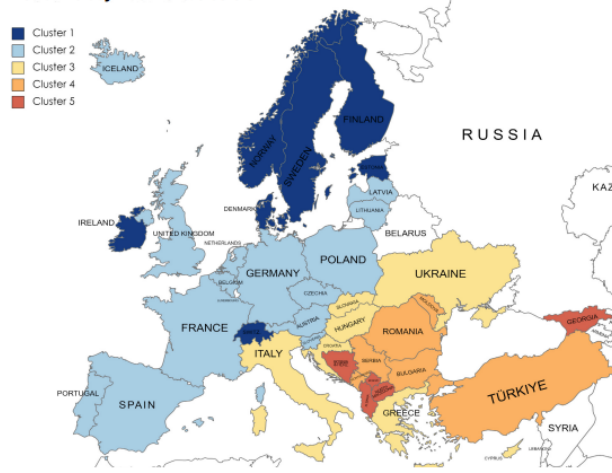 Cluster 1
Cluster 2
Cluster 3
Cluster 4
Cluster 5
ICELAND
FINLAND
NORWAY
SWEDEN
RUSSIA
ESTONIA
LATVIA
LITHUANIA
DENMARK
IRELAND
UNITED KINGDOM
NETHERLANDS
BELARUS
KAZ
POLAND
GERMANY
BELGIUM
CZECHIA
UKRAINE
SLOVAKIA
MOLDOVA
FRANCE
AUSTRIA
HUNGARY
ROMANIA
GEORGIA
ITALY
CROATIA
SERBIA
BULGARIA
PORTUGAL
SPAIN
TÜRKIYE
GREECE
SYRIA
CYPRUS